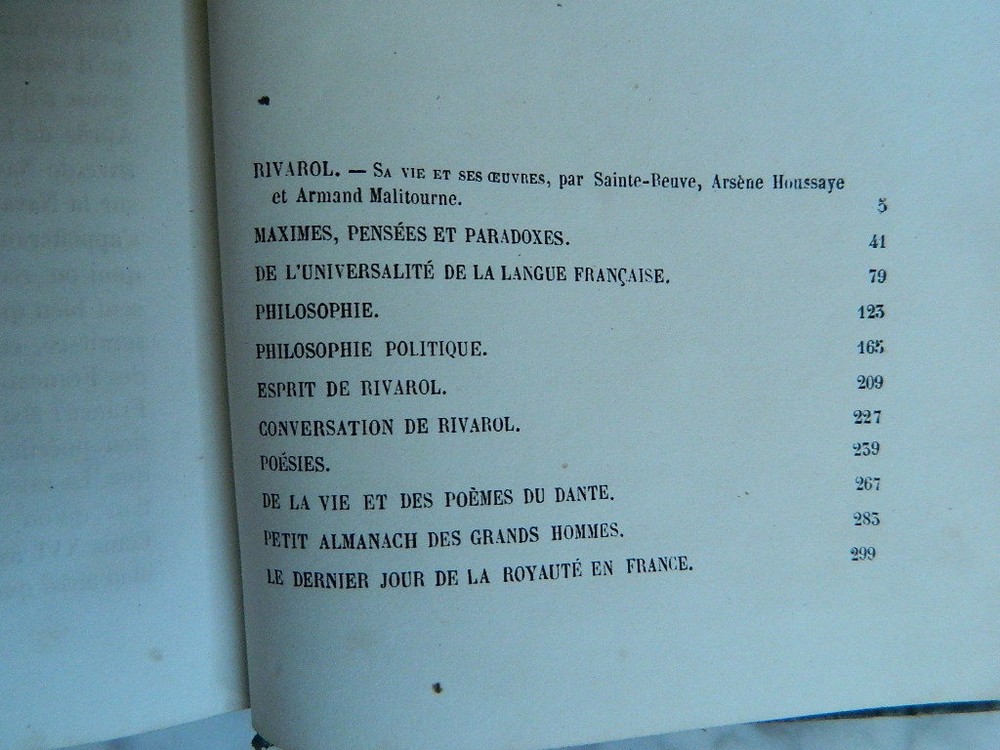 RIVAROL. — SA VIE ET SES ŒUVRES, par Sainte-Beuve, Arsène Houssaye
et Armand Malitourne. 5
MAXIMES, PENSÉES ET PARADOXES. 41
DE L'UNIVERSALITÉ DE LA LANGUE FRANÇAISE. 79
PHILOSOPHIE. 123
PHILOSOPHIE POLITIQUE. 165
ESPRIT DE RIVAROL. 209
CONVERSATION DE RIVAROL. 227
POÉSIES. 239
DE LA VIE ET DES POÈMES DU DANTE. 267
PETIT ALMANACH DES GRANDS HOMMES. 283
LE DERNIER JOUR DE LA ROYAUTÉ EN FRANCE. 299